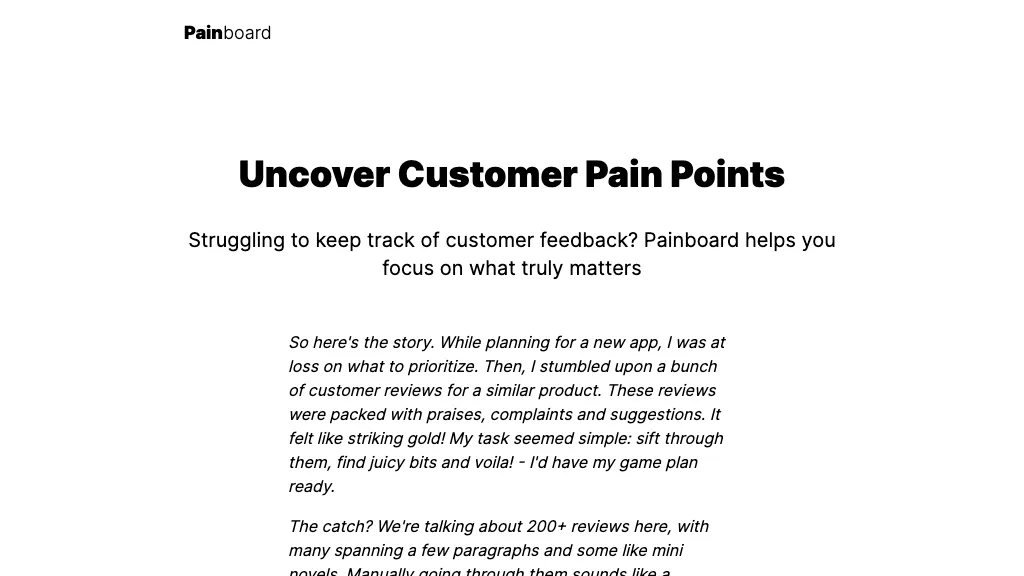 Painboard
Uncover Customer Pain Points
Struggling to keep track of customer feedback? Painboard helps you
focus on what truly matters
So here's the story. While planning for a new app, I was at
loss on what to prioritize. Then, I stumbled upon a bunch
of customer reviews for a similar product. These reviews
were packed with praises, complaints and suggestions. It
felt like striking gold! My task seemed simple: sift through
them, find juicy bits and voila! - I'd have my game plan
ready.
The catch? We're talking about 200+ reviews here, with
many spanning a few paragraphs and some like mini
novels. Manually going through them sounds like a